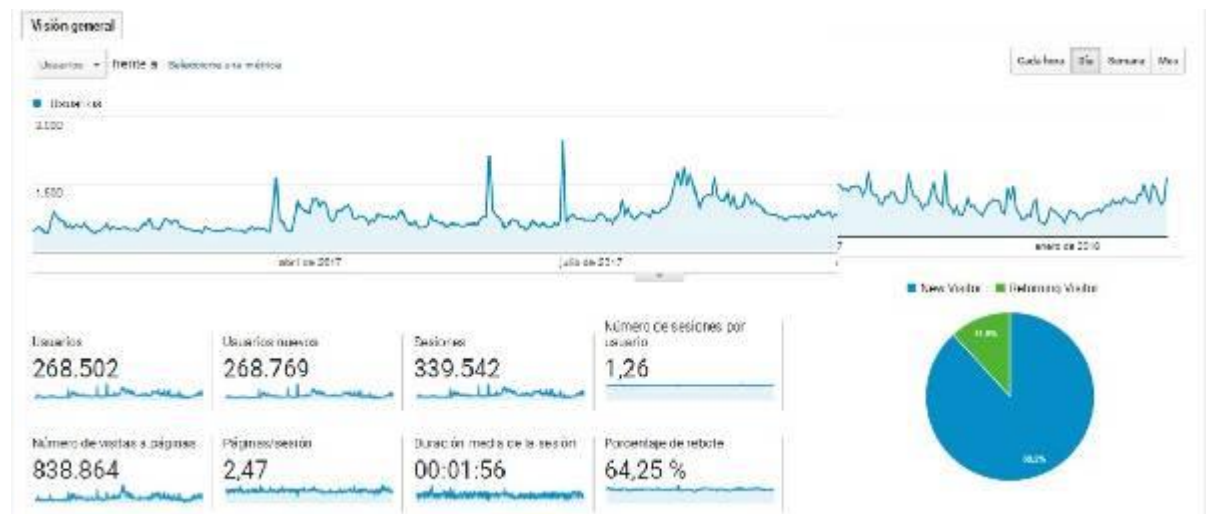 Visión general
Usuarios frente a Seleccione una métrica
Cada hora Día Semana Mes
Usuarios
3.000
1.500
abril de 2017
julio de 2017
enero de 2018
New Visitor Returning Visitor
Usuarios
268.502
Usuarios nuevos
268.769
Sesiones
339.542
Número de sesiones por
usuario
1,26
Número de visitas a páginas
838.864
Páginas/sesión
2,47
Duración media de la sesión
00:01:56
Porcentaje de rebote
64,25 %